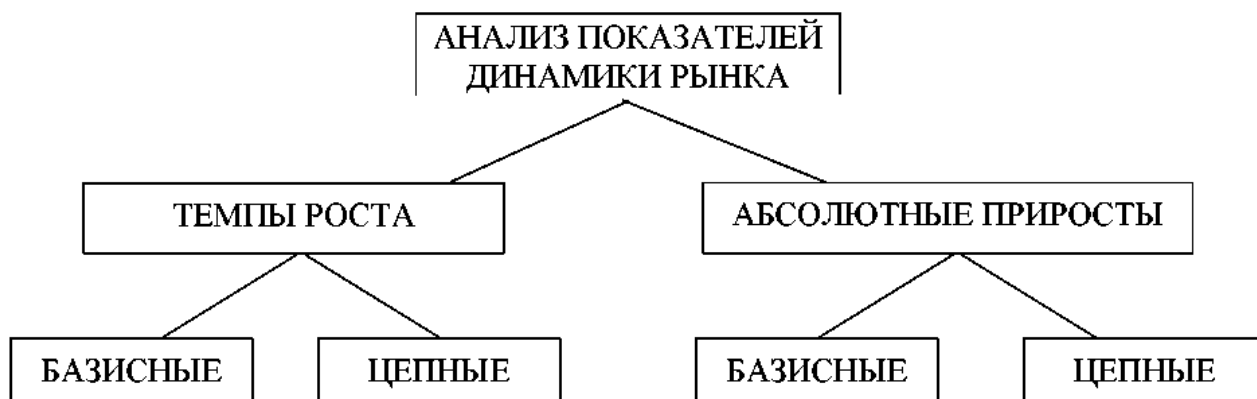 АНАЛИЗ ПОКАЗАТЕЛЕЙ
ДИНАМИКИ РЫНКА
ТЕМПЫ РОСТА
АБСОЛЮТНЫЕ ПРИРОСТЫ
БАЗИСНЫЕ
ЦЕПНЫЕ
БАЗИСНЫЕ
ЦЕПНЫЕ